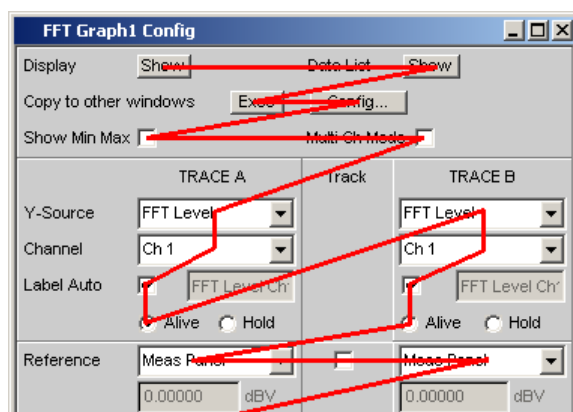 FFT Graph1 Config
Display Show Data List Show
Copy to other windows Exec Config...
Show Min Max Multi Ch Mode
TRACE A Track TRACE B
Y-Source FFT Level FFT Level
Channel Ch 1 Ch 1
Label Auto FFT Level Ch1 FFT Level Ch1
Alive Hold Alive Hold
Reference Meas Panel Meas Panel
0.00000 dBV 0.00000 dBV